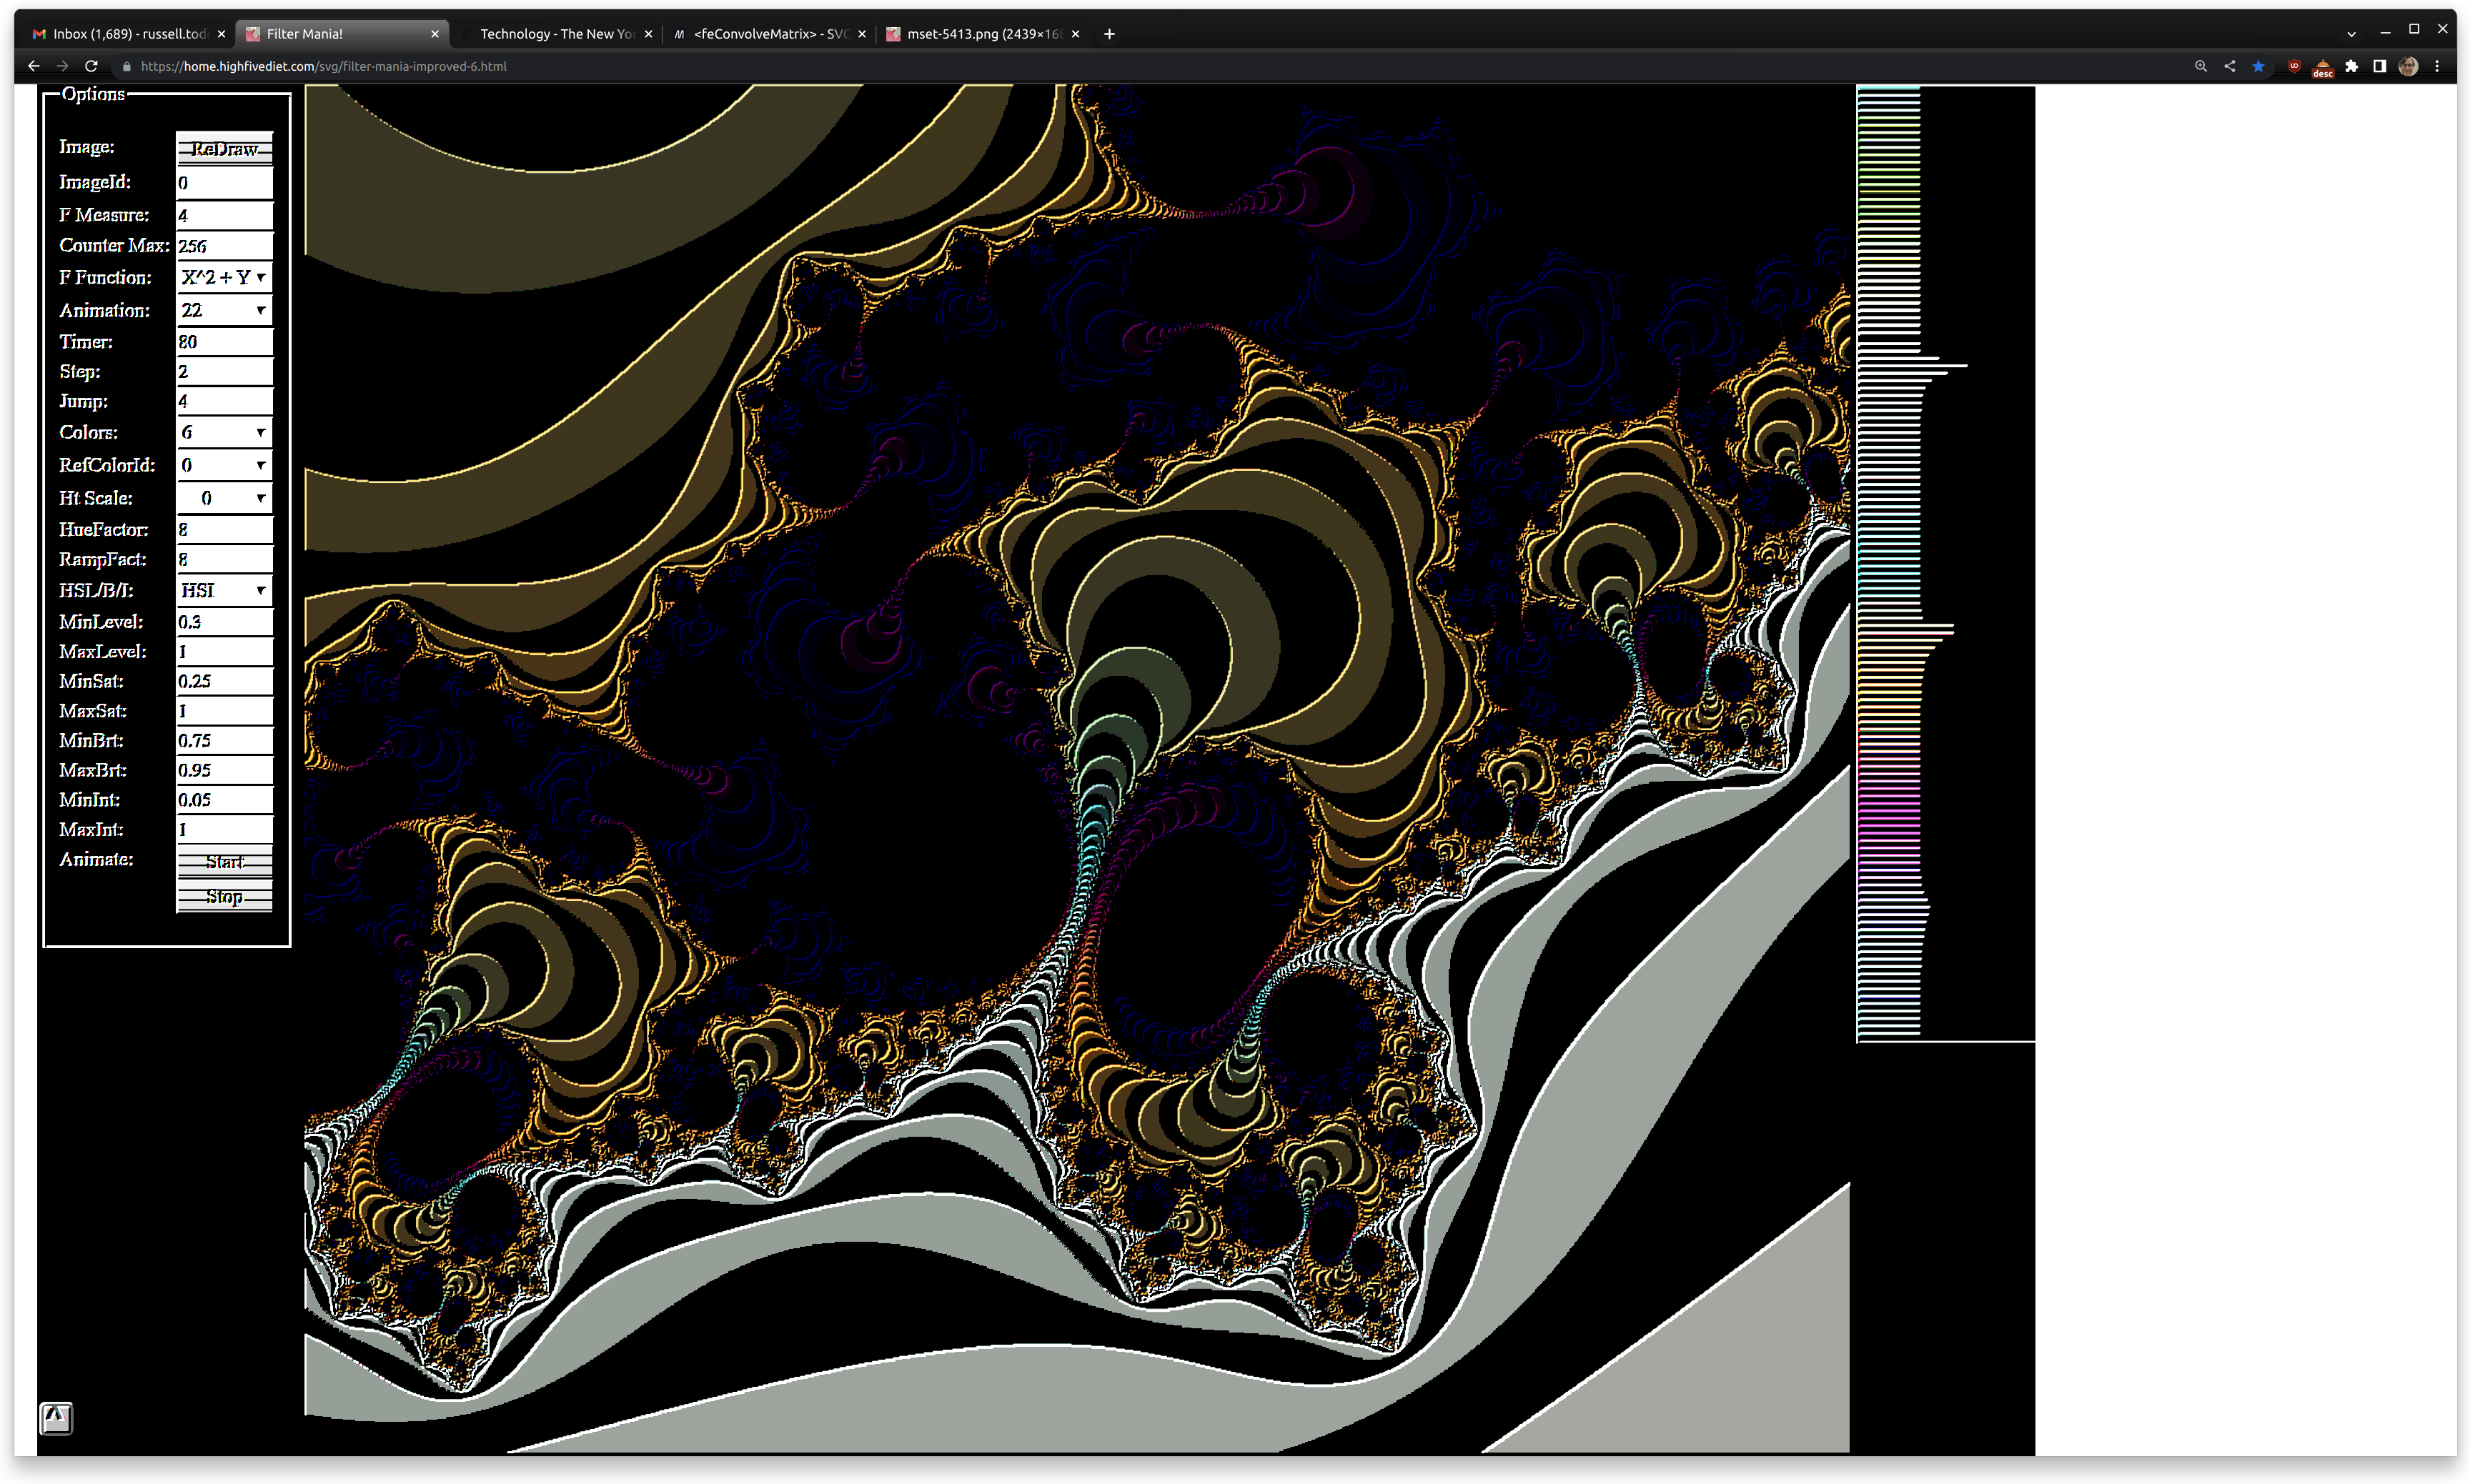 Inbox (1,689) - russell.tod
Filter Mania!
Technology - The New Yor
<feConvolveMatrix> - SVG
mset-5413.png (2439×168
https://home.highfivediet.com/svg/filter-mania-improved-6.html
desc
Options
Image: ReDraw
ImageId: 0
F Measure: 4
Counter Max: 256
F Function: X^2 + Y
Animation: 22
Timer: 80
Step: 2
Jump: 4
Colors: 6
RefColorId: 0
Ht Scale: 0
HueFactor: 8
RampFact: 8
HSL/B/I: HSI
MinLevel: 0.3
MaxLevel: 1
MinSat: 0.25
MaxSat: 1
MinBrt: 0.75
MaxBrt: 0.95
MinInt: 0.05
MaxInt: 1
Animate: Start
Stop